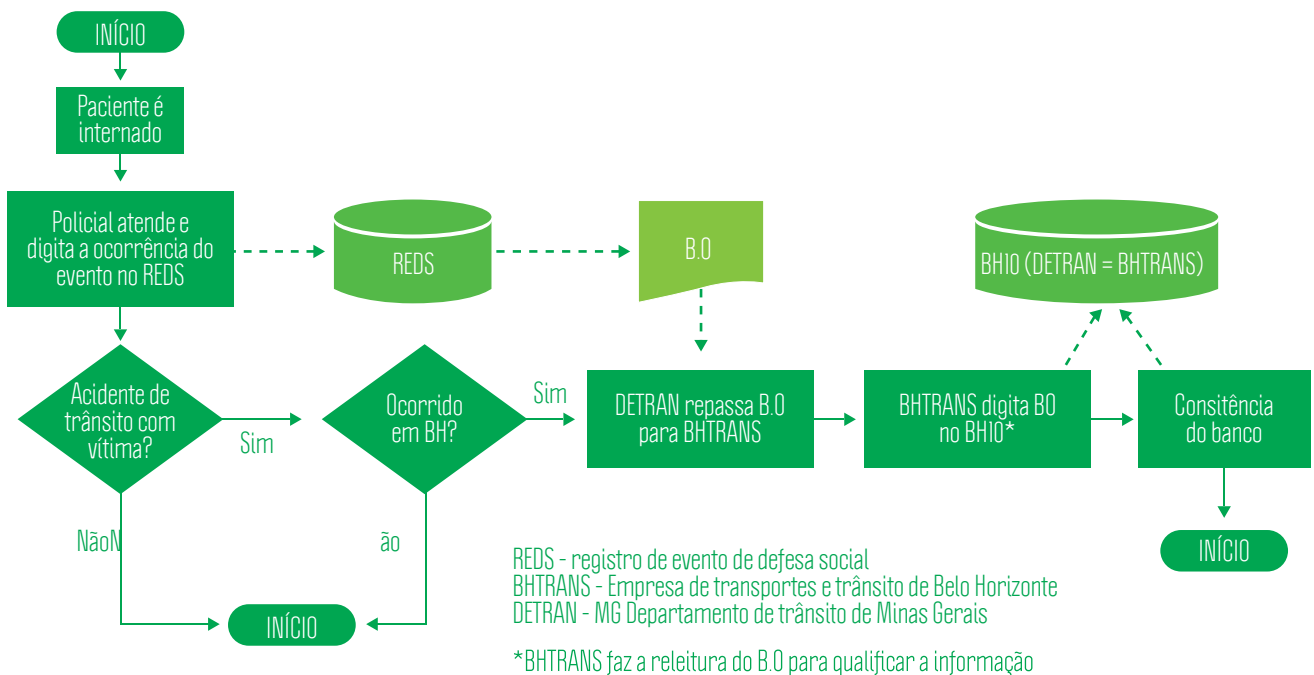 INÍCIO
Paciente é
internado
Policial atende e
digita a ocorrência do
evento no REDS
REDS
B.O
BH10 (DETRAN = BHTRANS)
Acidente de
trânsito com
vítima?
Sim
Ocorrido
em BH?
Sim
DETRAN repassa B.O
para BHTRANS
BHTRANS digita BO
no BH10*
Consitência
do banco
NãoN
ão
INÍCIO
INÍCIO
REDS - registro de evento de defesa social
BHTRANS - Empresa de transportes e trânsito de Belo Horizonte
DETRAN - MG Departamento de trânsito de Minas Gerais
*BHTRANS faz a releitura do B.O para qualificar a informação